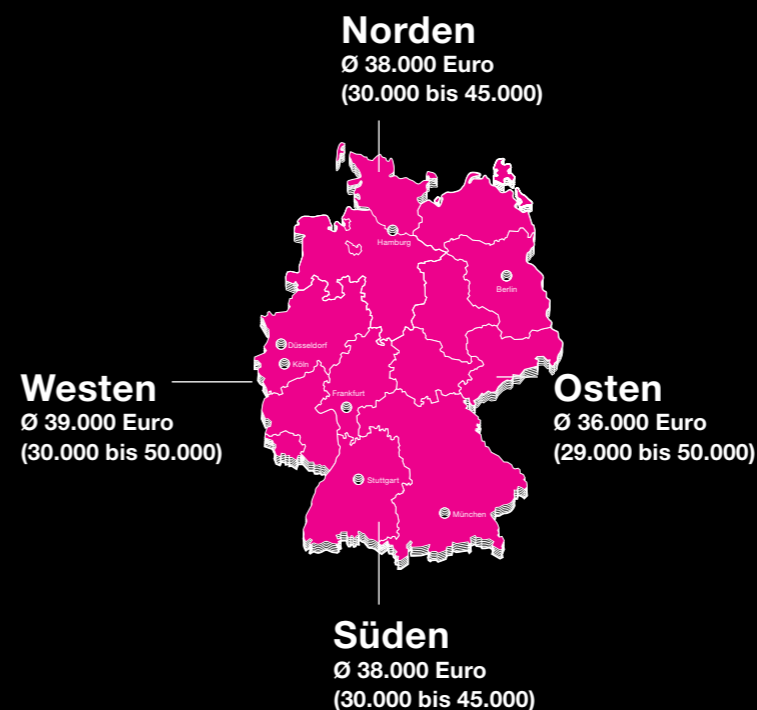 Norden
Ø 38.000 Euro
(30.000 bis 45.000)
Hamburg
Berlin
Düsseldorf
Köln
Westen
Ø 39.000 Euro
(30.000 bis 50.000)
Frankfurt
Osten
Ø 36.000 Euro
(29.000 bis 50.000)
Stuttgart
München
Süden
Ø 38.000 Euro
(30.000 bis 45.000)